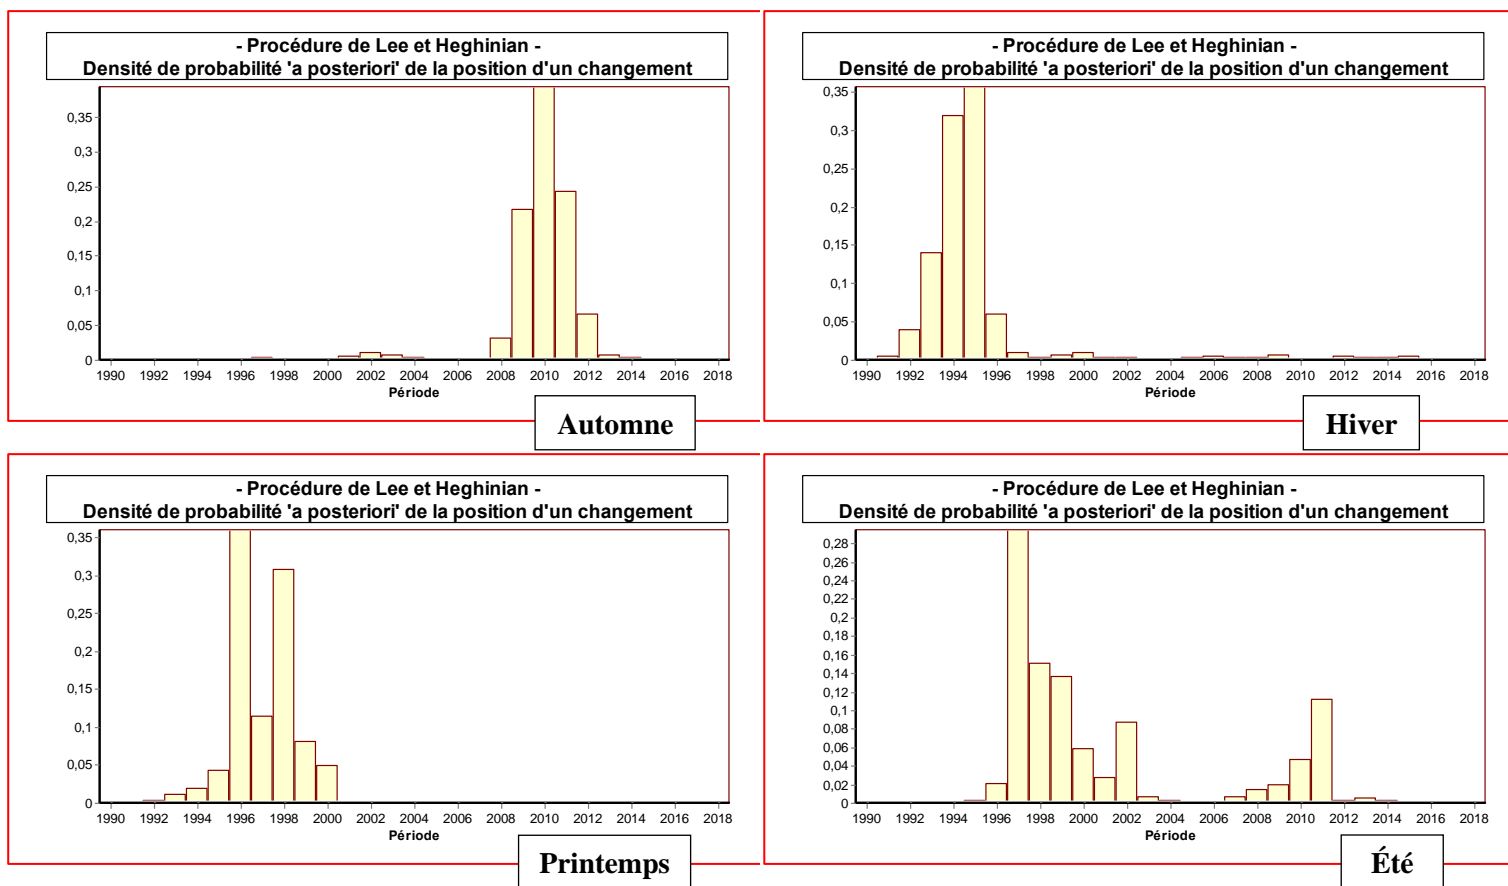 - Procédure de Lee et Heghinian -
Densité de probabilité 'a posteriori' de la position d'un changement
0,35
0,3
0,25
0,2
0,15
0,1
0,05
0
1990 1992 1994 1996 1998 2000 2002 2004 2006 2008 2010 2012 2014 2016 2018
Période
Automne
- Procédure de Lee et Heghinian -
Densité de probabilité 'a posteriori' de la position d'un changement
0,35
0,3
0,25
0,2
0,15
0,1
0,05
0
1990 1992 1994 1996 1998 2000 2002 2004 2006 2008 2010 2012 2014 2016 2018
Période
Hiver
- Procédure de Lee et Heghinian -
Densité de probabilité 'a posteriori' de la position d'un changement
0,35
0,3
0,25
0,2
0,15
0,1
0,05
0
1990 1992 1994 1996 1998 2000 2002 2004 2006 2008 2010 2012 2014 2016 2018
Période
Printemps
- Procédure de Lee et Heghinian -
Densité de probabilité 'a posteriori' de la position d'un changement
0,28
0,26
0,24
0,22
0,2
0,18
0,16
0,14
0,12
0,1
0,08
0,06
0,04
0,02
0
1990 1992 1994 1996 1998 2000 2002 2004 2006 2008 2010 2012 2014 2016 2018
Période
Été